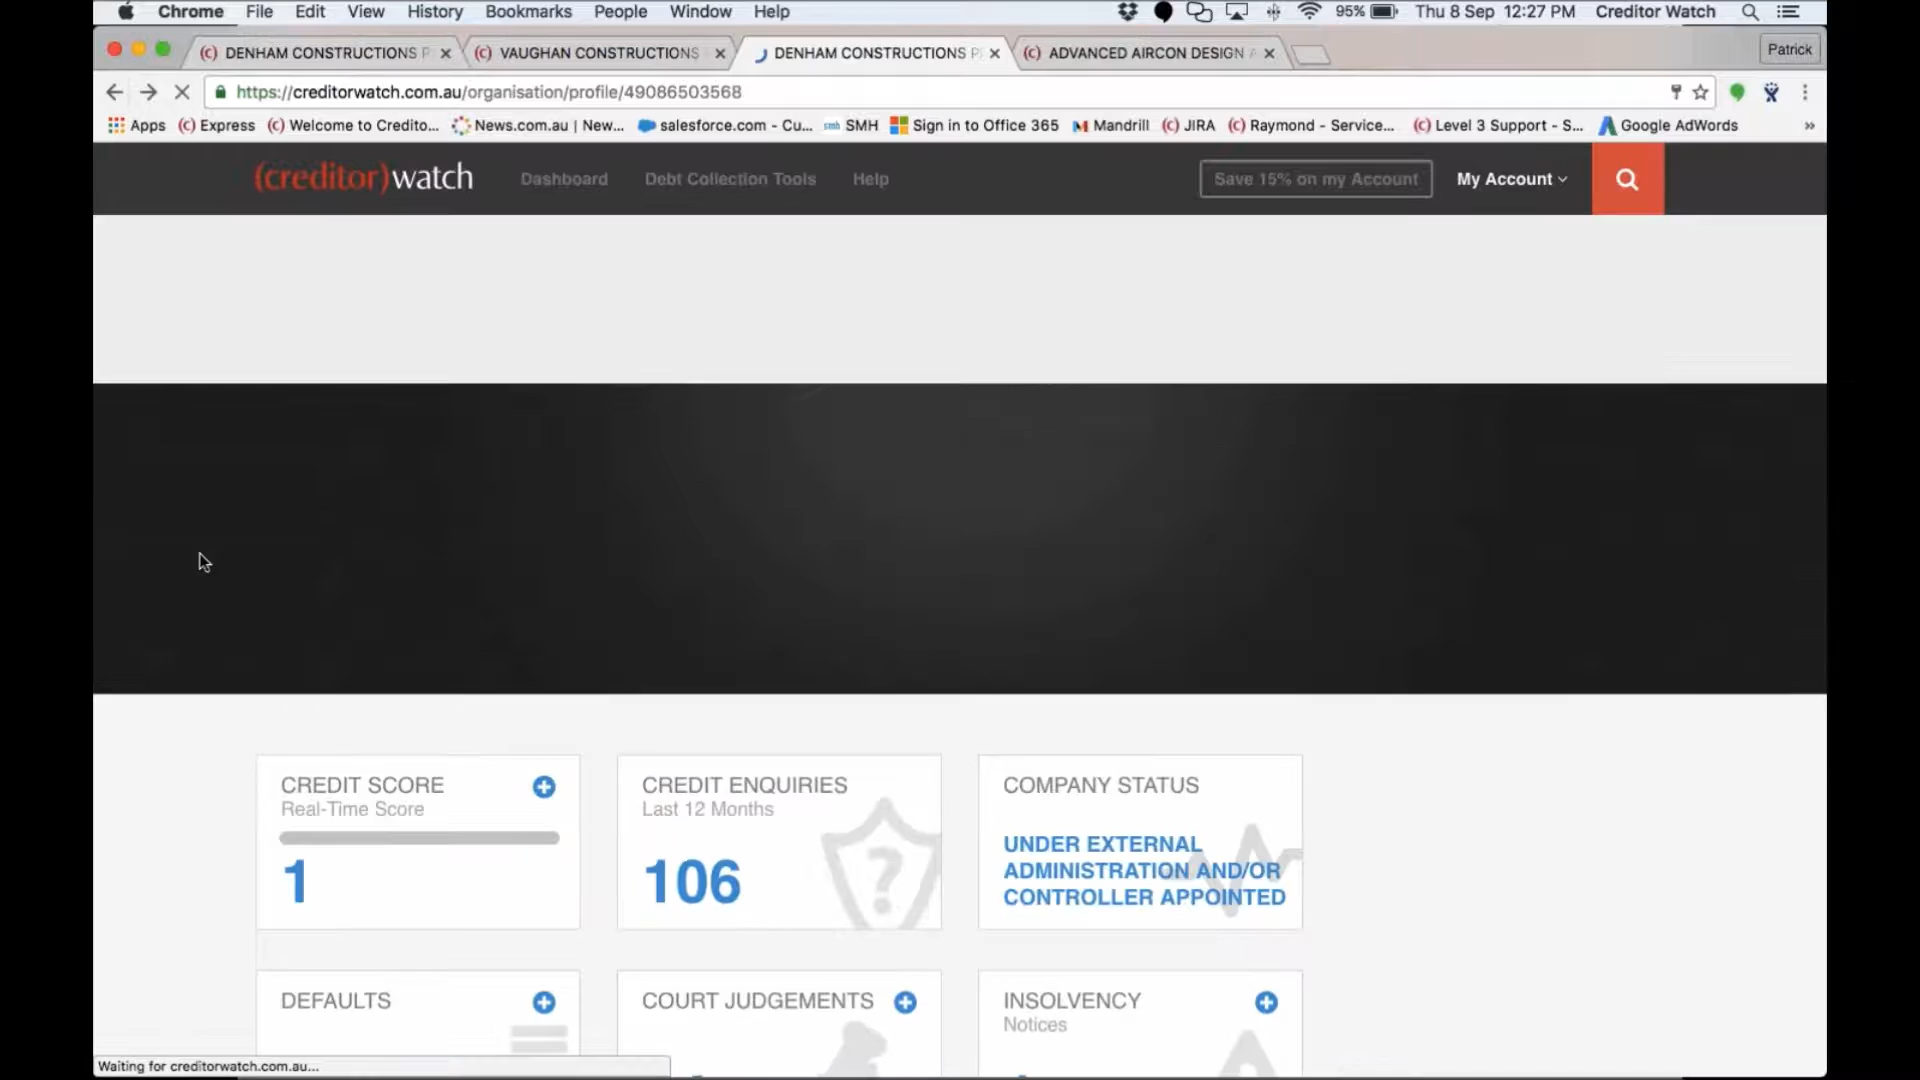 Chrome File Edit View History Bookmarks People Window Help 95% Thu 8 Sep 12:27 PM Creditor Watch
(c) DENHAM CONSTRUCTIONS P (c) VAUGHAN CONSTRUCTIONS DENHAM CONSTRUCTIONS P (c) ADVANCED AIRCON DESIGN Patrick
https://creditorwatch.com.au/organisation/profile/49086503568
Apps (c) Express (c) Welcome to Credito... News.com.au | New... salesforce.com - Cu... smh SMH Sign in to Office 365 Mandrill (c) JIRA (c) Raymond - Service... (c) Level 3 Support - S... Google AdWords »
(creditor)watch Dashboard Debt Collection Tools Help Save 15% on my Account My Account
CREDIT SCORE
Real-Time Score
1
CREDIT ENQUIRIES
Last 12 Months
106
COMPANY STATUS
UNDER EXTERNAL
ADMINISTRATION AND/OR
CONTROLLER APPOINTED
DEFAULTS
COURT JUDGEMENTS
INSOLVENCY
Notices
Waiting for creditorwatch.com.au...